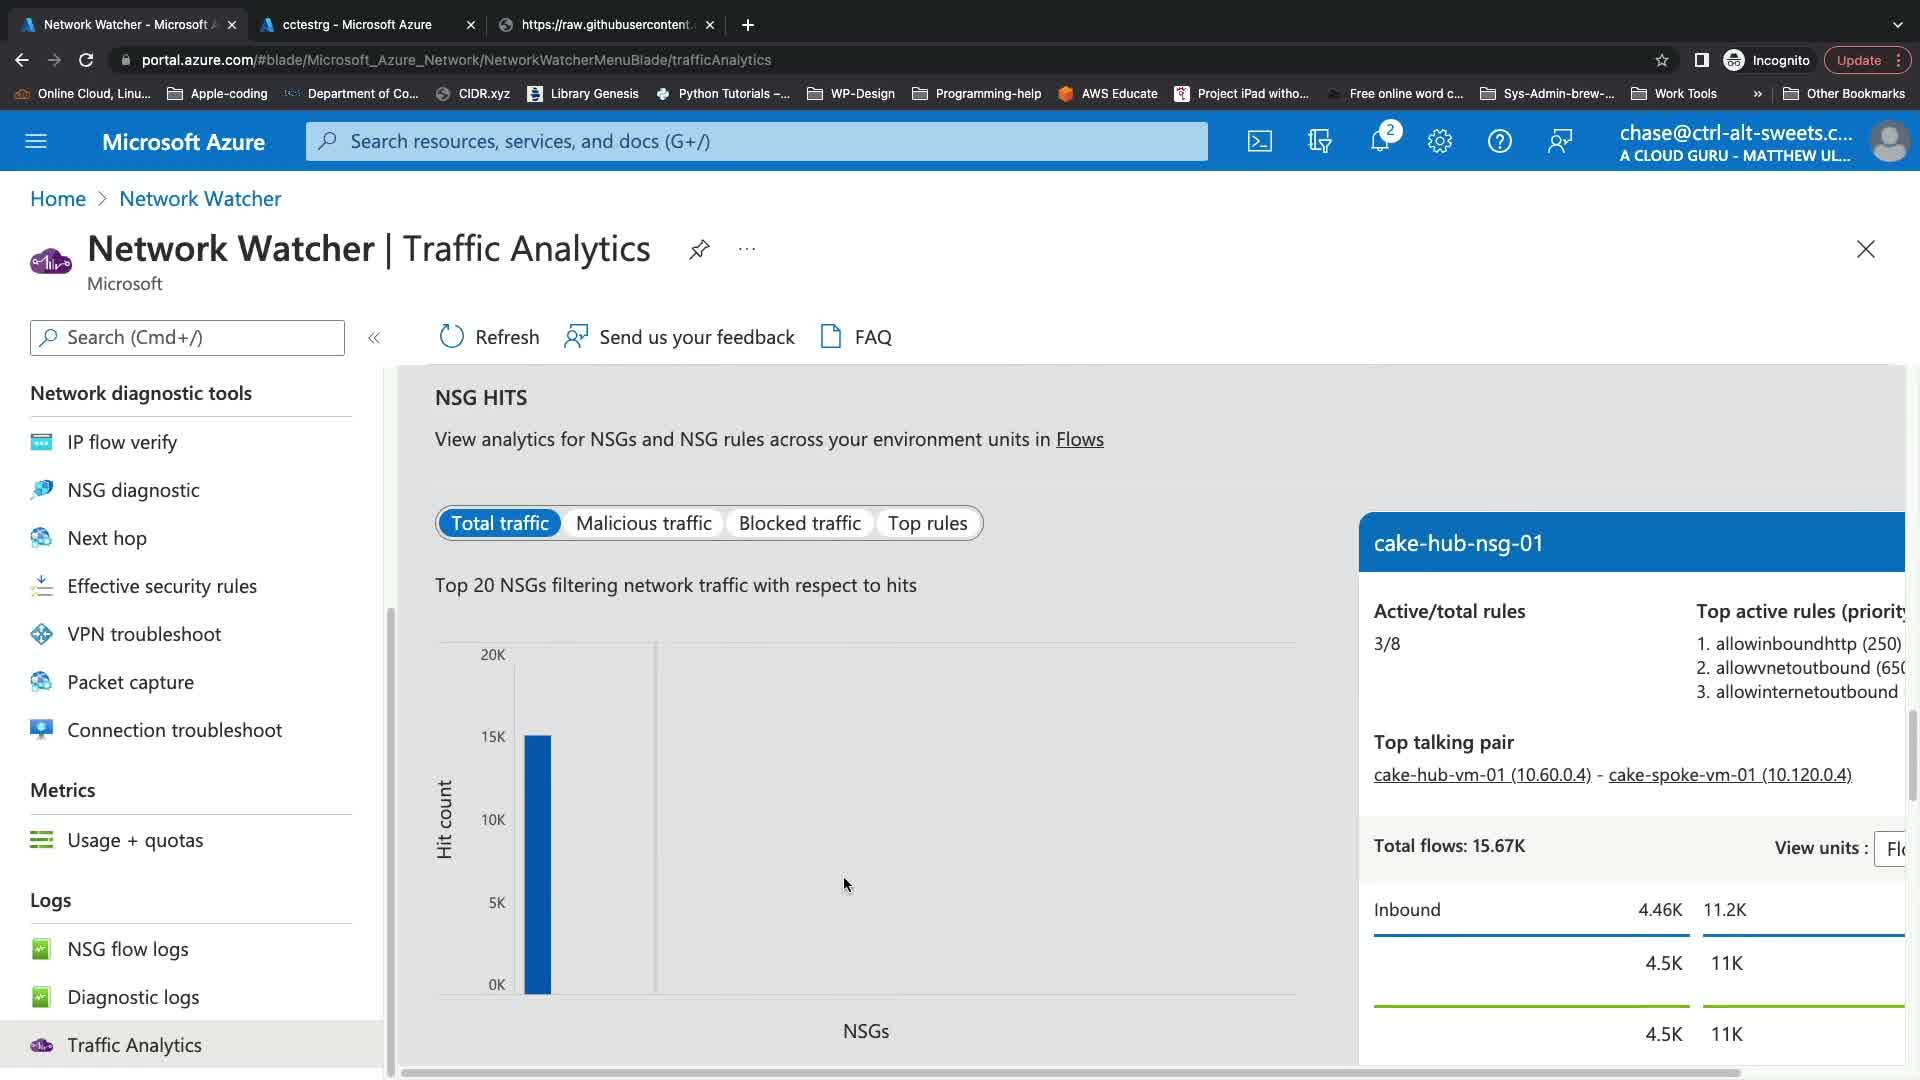 Network Watcher - Microsoft A
cctestrg - Microsoft Azure
https://raw.githubusercontent.
portal.azure.com/#blade/Microsoft_Azure_Network/NetworkWatcherMenuBlade/trafficAnalytics
Incognito
Update
Online Cloud, Linu...
Apple-coding
Department of Co...
CIDR.xyz
Library Genesis
Python Tutorials –...
WP-Design
Programming-help
AWS Educate
Project iPad witho...
Free online word c...
Sys-Admin-brew-...
Work Tools
»
Other Bookmarks
Microsoft Azure
Search resources, services, and docs (G+/)
2
chase@ctrl-alt-sweets.c...
A CLOUD GURU - MATTHEW UL...
Home > Network Watcher
Network Watcher | Traffic Analytics
...
Microsoft
Search (Cmd+/)
«
Refresh
Send us your feedback
FAQ
Network diagnostic tools
IP flow verify
NSG diagnostic
Next hop
Effective security rules
VPN troubleshoot
Packet capture
Connection troubleshoot
Metrics
Usage + quotas
Logs
NSG flow logs
Diagnostic logs
Traffic Analytics
NSG HITS
View analytics for NSGs and NSG rules across your environment units in Flows
Total traffic
Malicious traffic
Blocked traffic
Top rules
Top 20 NSGs filtering network traffic with respect to hits
20K
15K
10K
5K
0K
Hit count
NSGs
cake-hub-nsg-01
Active/total rules
3/8
Top active rules (priority
1. allowinboundhttp (250)
2. allowvnetoutbound (650
3. allowinternetoutbound
Top talking pair
cake-hub-vm-01 (10.60.0.4) - cake-spoke-vm-01 (10.120.0.4)
Total flows: 15.67K
View units :
Flo
Inbound
4.46K
11.2K
4.5K
11K
4.5K
11K